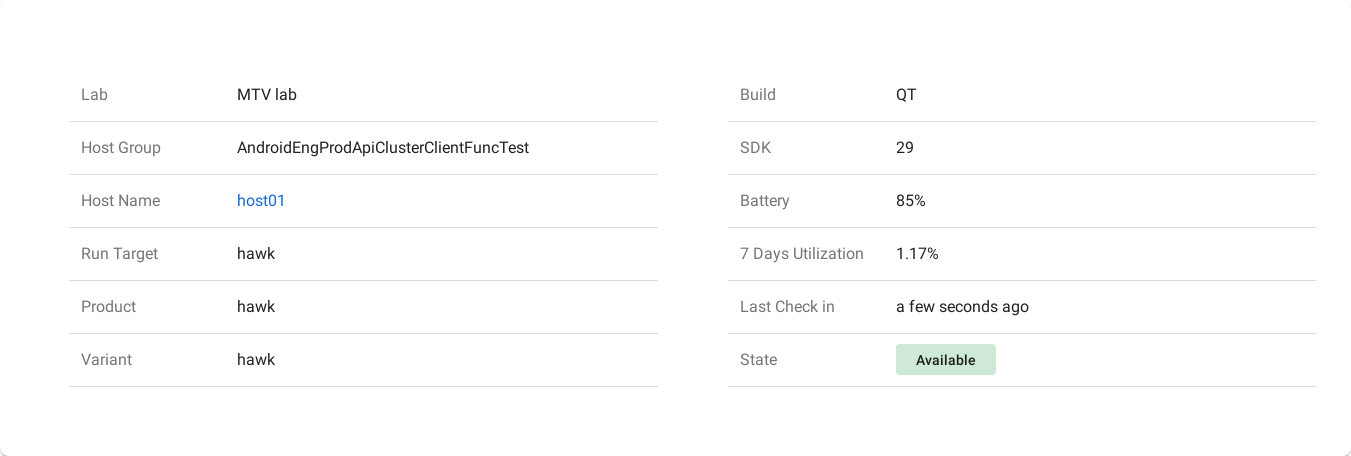 Lab MTV lab
Host Group AndroidEngProdApiClusterClientFuncTest
Host Name host01
Run Target hawk
Product hawk
Variant hawk
Build QT
SDK 29
Battery 85%
7 Days Utilization 1.17%
Last Check in a few seconds ago
State Available